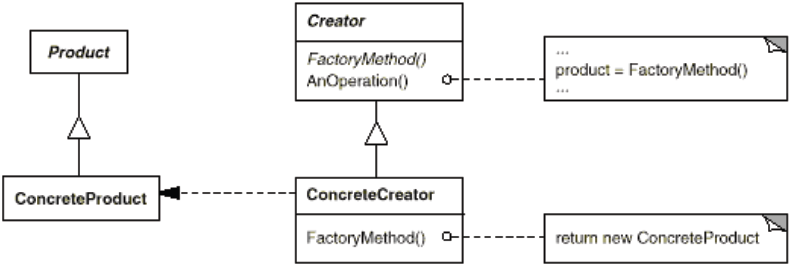 Product
ConcreteProduct
Creator
FactoryMethod()
AnOperation()
...
product = FactoryMethod()
...
ConcreteCreator
FactoryMethod()
return new ConcreteProduct